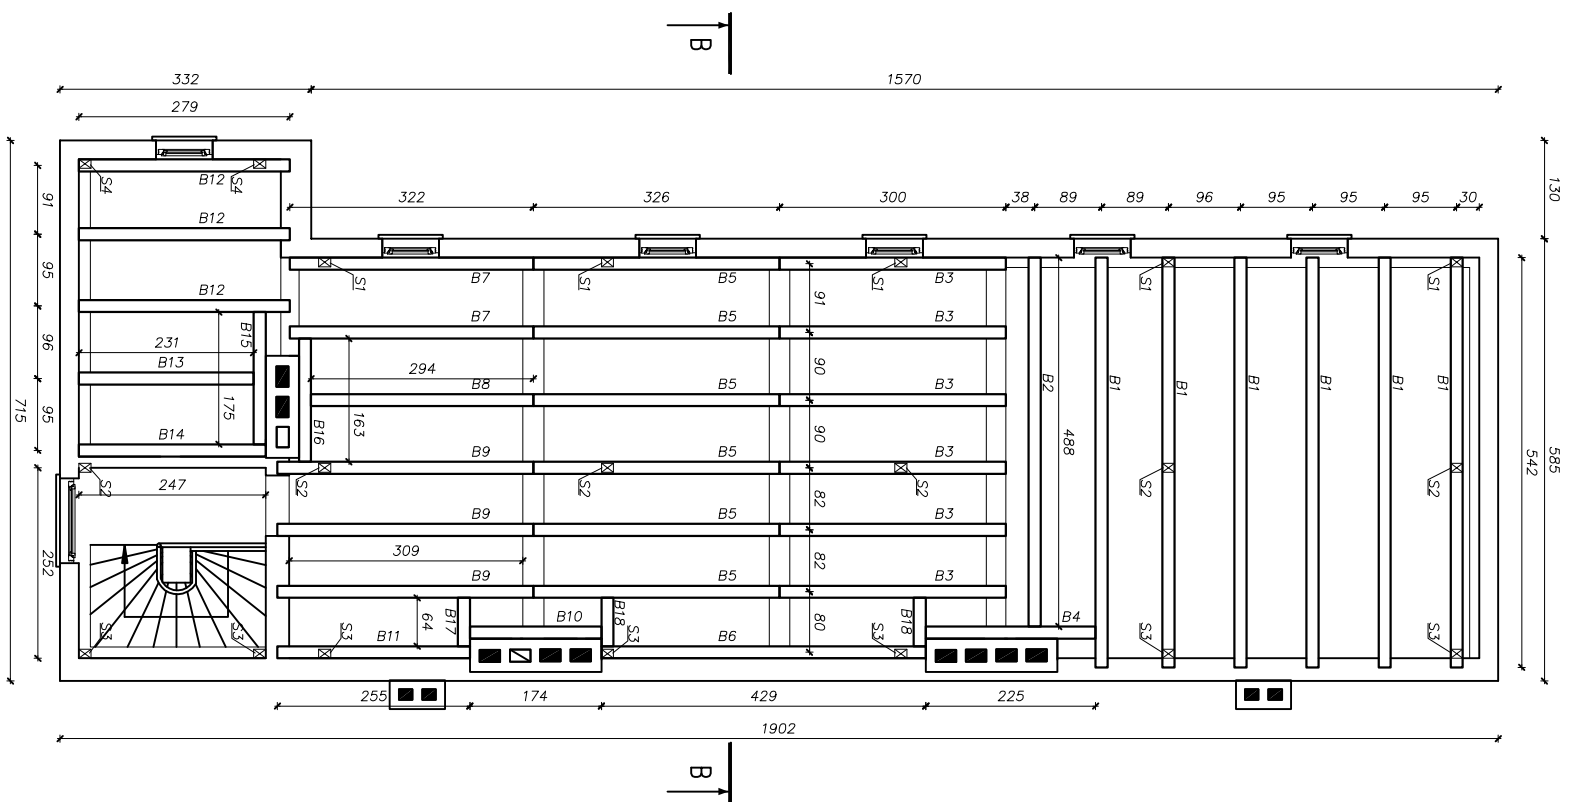 B
332
1570
279
130
S4
S4
B12
91
322
326
300
38
89
89
96
95
95
95
30
B12
95
S1
S1
S1
S1
S1
B7
B5
B3
91
B12
B7
B5
B3
B15
96
231
B13
294
90
B2
B1
B1
B1
B1
B1
B1
B8
B5
B3
175
163
B16
90
488
715
95
B14
B9
B5
B3
585
542
S2
247
S2
S2
S2
S2
S2
82
B9
B5
B3
252
309
82
B9
B5
B3
64
B17
B10
B18
B18
80
B4
S3
S3
S3
B11
S3
B6
S3
S3
S3
255
174
429
225
1902
B